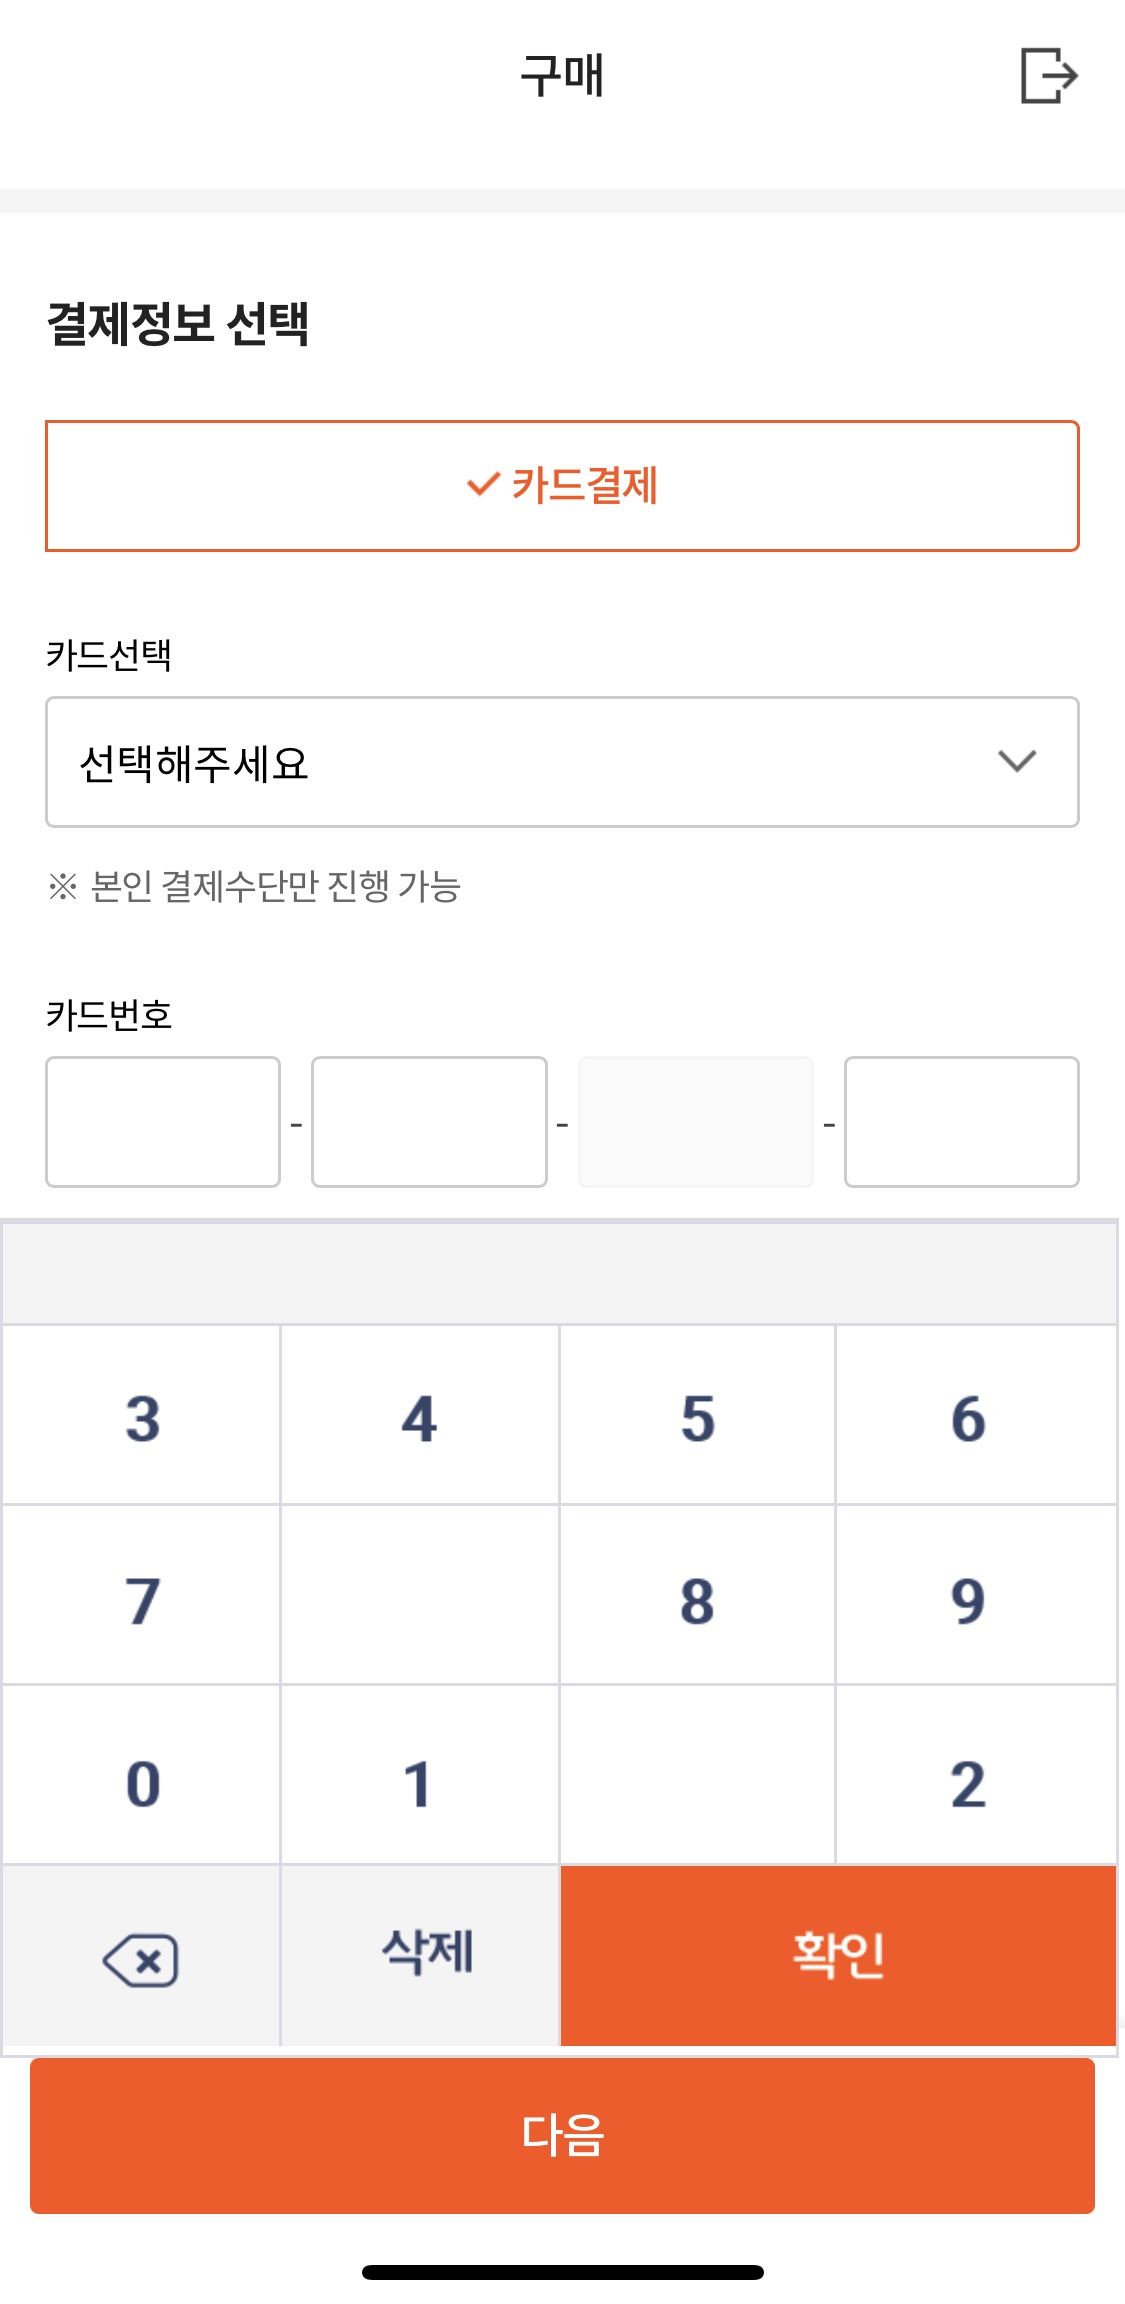 구매
결제정보 선택
카드결제
카드선택
선택해주세요
※ 본인 결제수단만 진행 가능
카드번호
- - -
3 4 5 6
7 8 9
0 1 2
삭제 확인
다음